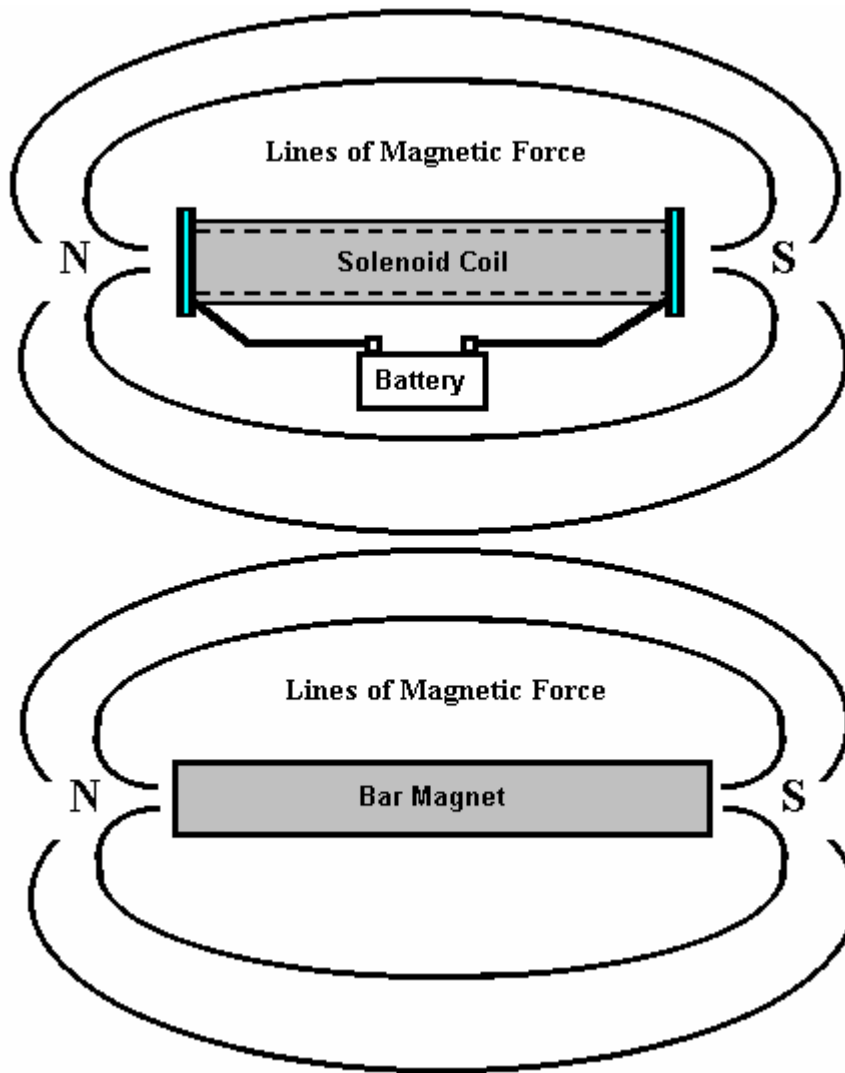 Lines of Magnetic Force
N
Solenoid Coil
S
Battery
Lines of Magnetic Force
N
Bar Magnet
S